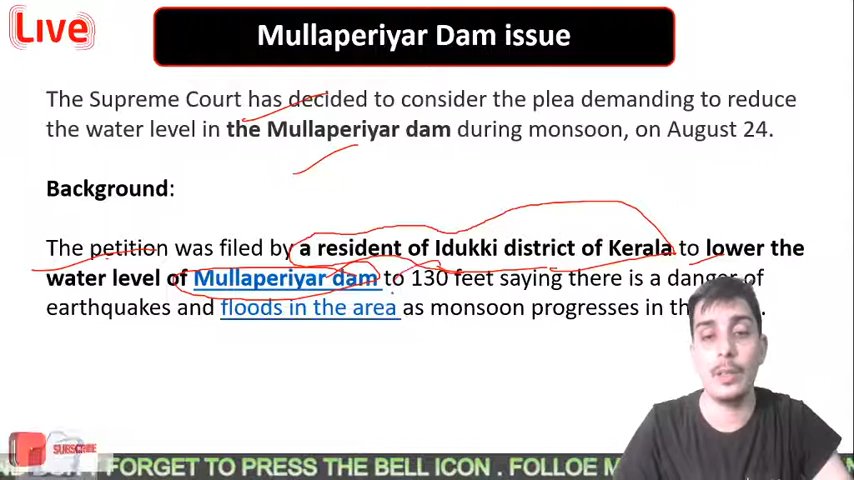 Live
Mullaperiyar Dam issue
The Supreme Court has decided to consider the plea demanding to reduce
the water level in the Mullaperiyar dam during monsoon, on August 24.
Background:
The petition was filed by a resident of Idukki district of Kerala to lower the
water level of Mullaperiyar dam to 130 feet saying there is a danger of
earthquakes and floods in the area as monsoon progresses in
SUBSCRIBE
FORGET TO PRESS THE BELL ICON . FOLLOE